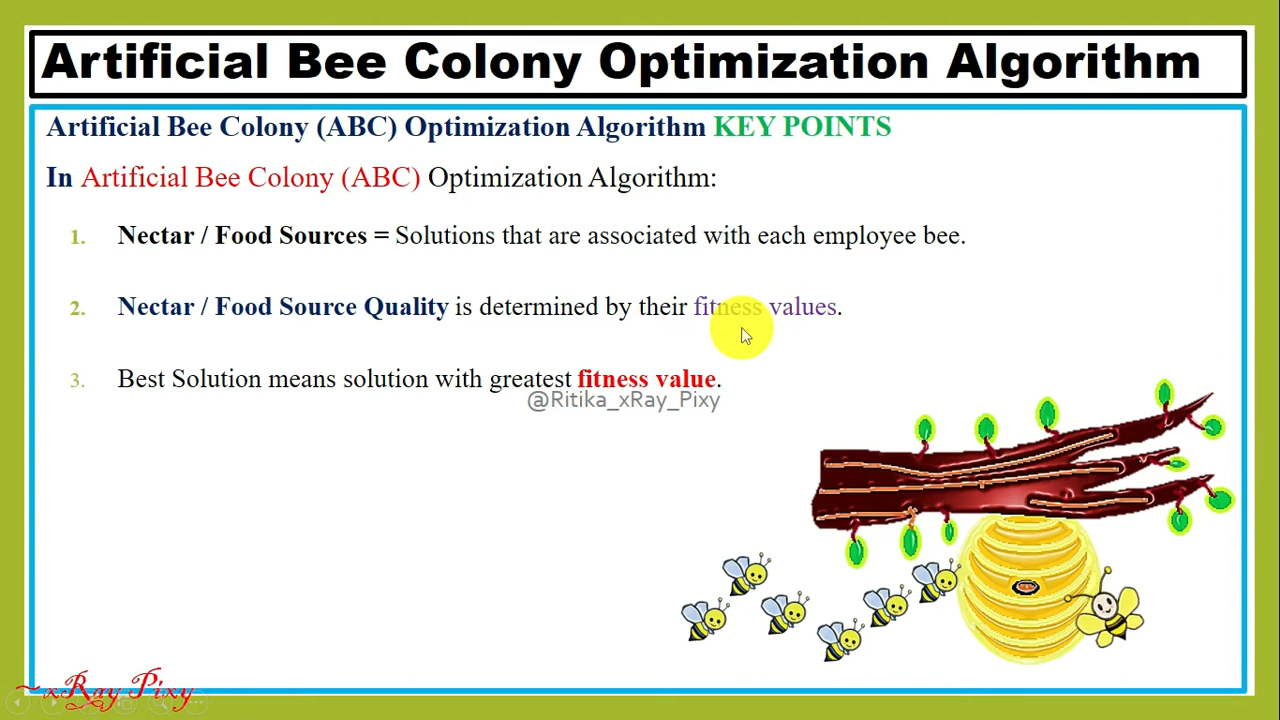 Artificial Bee Colony Optimization Algorithm
Artificial Bee Colony (ABC) Optimization Algorithm KEY POINTS
In Artificial Bee Colony (ABC) Optimization Algorithm:
1. Nectar / Food Sources = Solutions that are associated with each employee bee.
2. Nectar / Food Source Quality is determined by their fitness values.
3. Best Solution means solution with greatest fitness value.
@Ritika_xRay_Pixy
~xRay Pixy